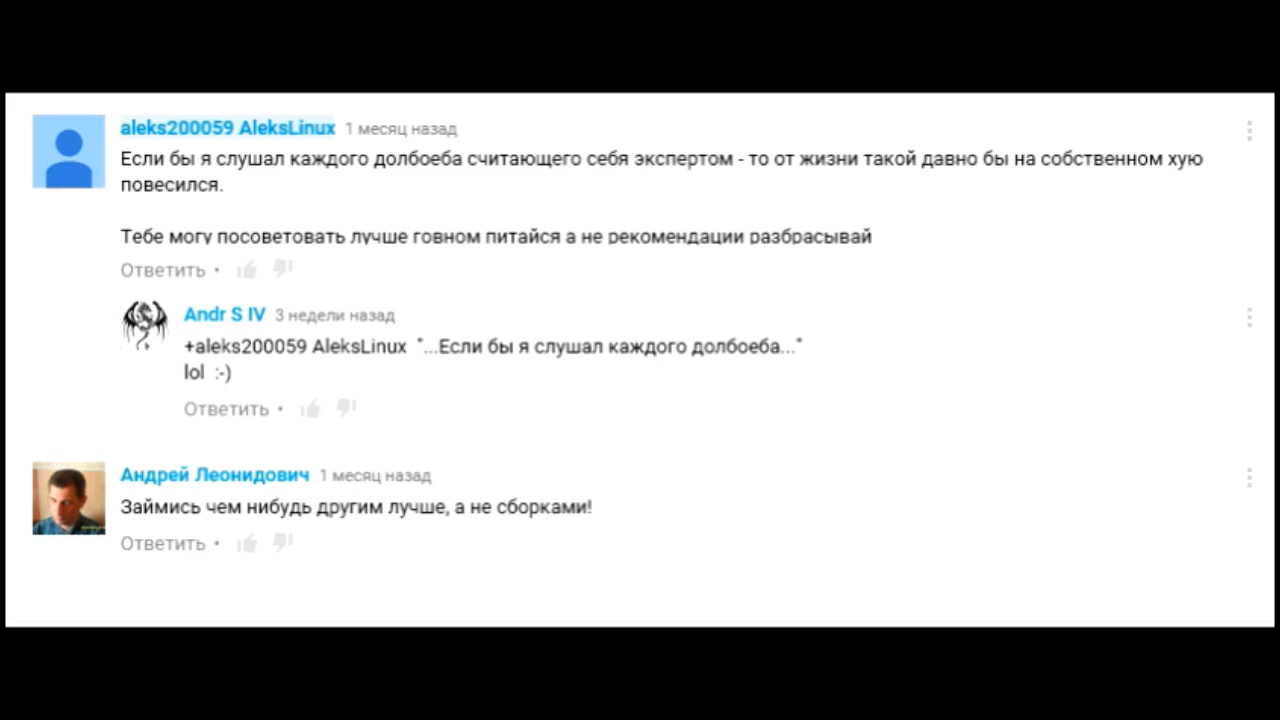 aleks200059 AleksLinux 1 месяц назад
Если бы я слушал каждого долбоеба считающего себя экспертом - то от жизни такой давно бы на собственном хую
повесился.
Тебе могу посоветовать лучше говном питайся а не рекомендации разбрасывай
Ответить •
Andr S IV 3 недели назад
+aleks200059 AleksLinux "...Если бы я слушал каждого долбоеба..."
lol :-)
Ответить •
Андрей Леонидович 1 месяц назад
Займись чем нибудь другим лучше, а не сборками!
Ответить •